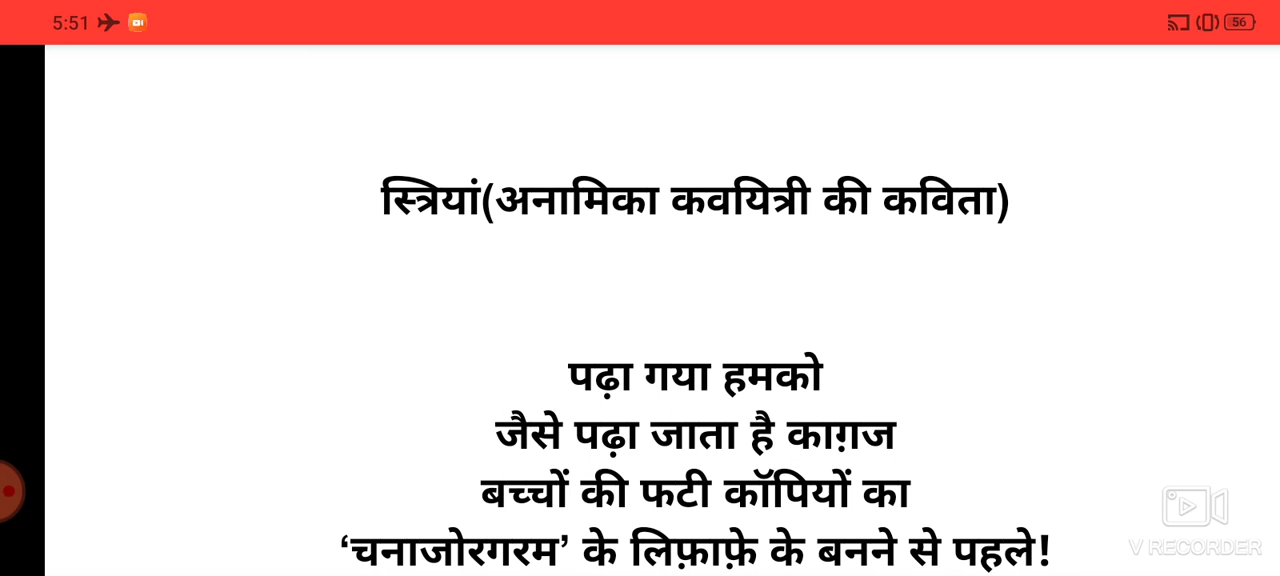 5:51
56
स्त्रियां(अनामिका कवयित्री की कविता)
पढ़ा गया हमको
जैसे पढ़ा जाता है काग़ज
बच्चों की फटी कॉपियों का
‘चनाजोरगरम’ के लिफ़ाफ़े के बनने से पहले!
V RECORDER